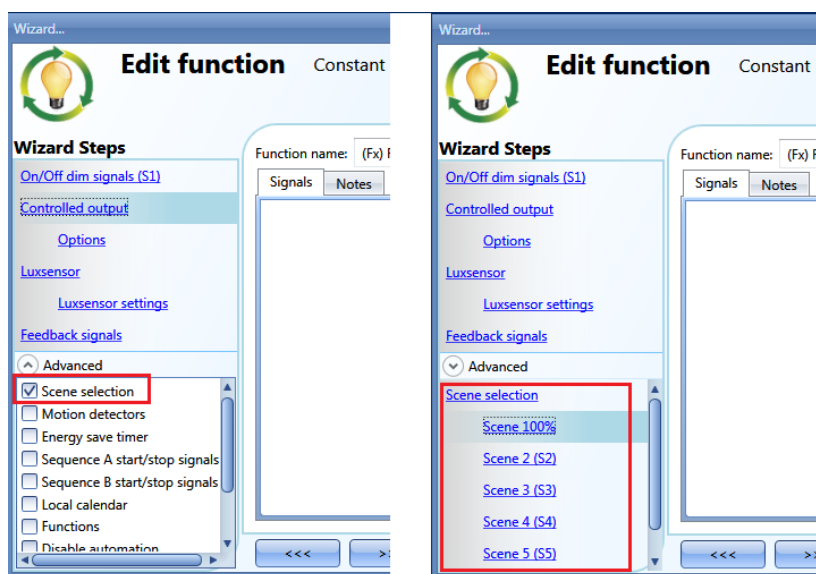 Wizard...
Edit function Constant
Wizard Steps
On/Off dim signals (S1)
Controlled output
Options
Luxsensor
Luxsensor settings
Feedback signals
Advanced
Scene selection
Motion detectors
Energy save timer
Sequence A start/stop signals
Sequence B start/stop signals
Local calendar
Functions
Disable automation
Function name: (Fx)
Signals Notes
<<< >
Wizard...
Edit function Constant
Wizard Steps
On/Off dim signals (S1)
Controlled output
Options
Luxsensor
Luxsensor settings
Feedback signals
Advanced
Scene selection
Scene 100%
Scene 2 (S2)
Scene 3 (S3)
Scene 4 (S4)
Scene 5 (S5)
Function name: (Fx)
Signals Notes
<<< >>